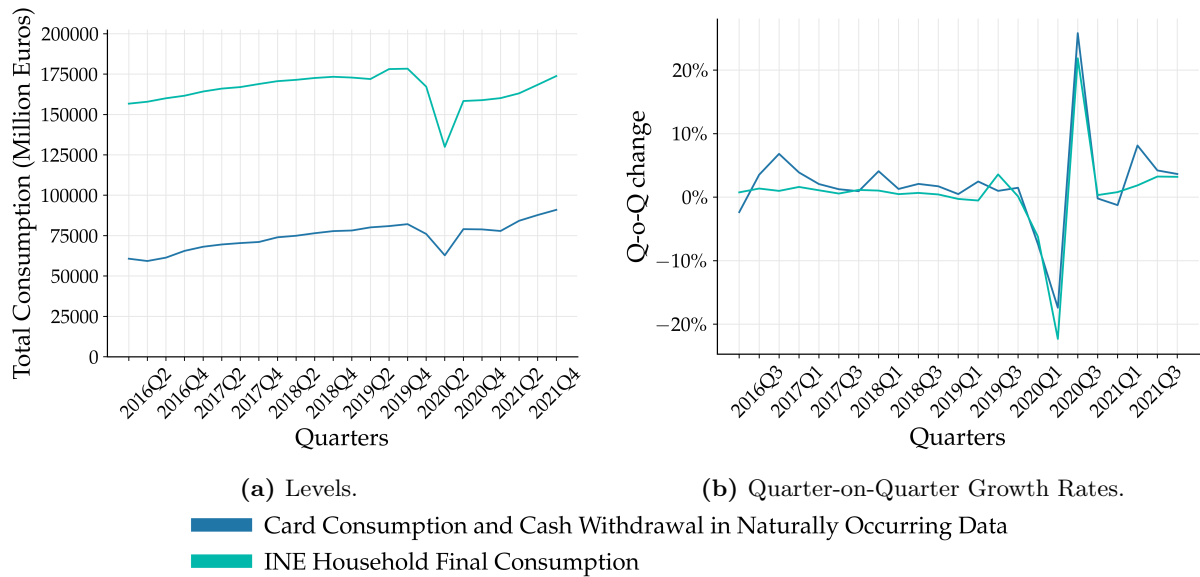 Total Consumption (Million Euros)
200000
175000
150000
125000
100000
75000
50000
25000
0
2016Q2
2016Q4
2017Q2
2017Q4
2018Q2
2018Q4
2019Q2
2019Q4
2020Q2
2020Q4
2021Q2
2021Q4
Quarters
(a) Levels.
Q-o-Q change
20%
10%
0%
−10%
−20%
2016Q3
2017Q1
2017Q3
2018Q1
2018Q3
2019Q1
2019Q3
2020Q1
2020Q3
2021Q1
2021Q3
Quarters
(b) Quarter-on-Quarter Growth Rates.
Card Consumption and Cash Withdrawal in Naturally Occurring Data
INE Household Final Consumption